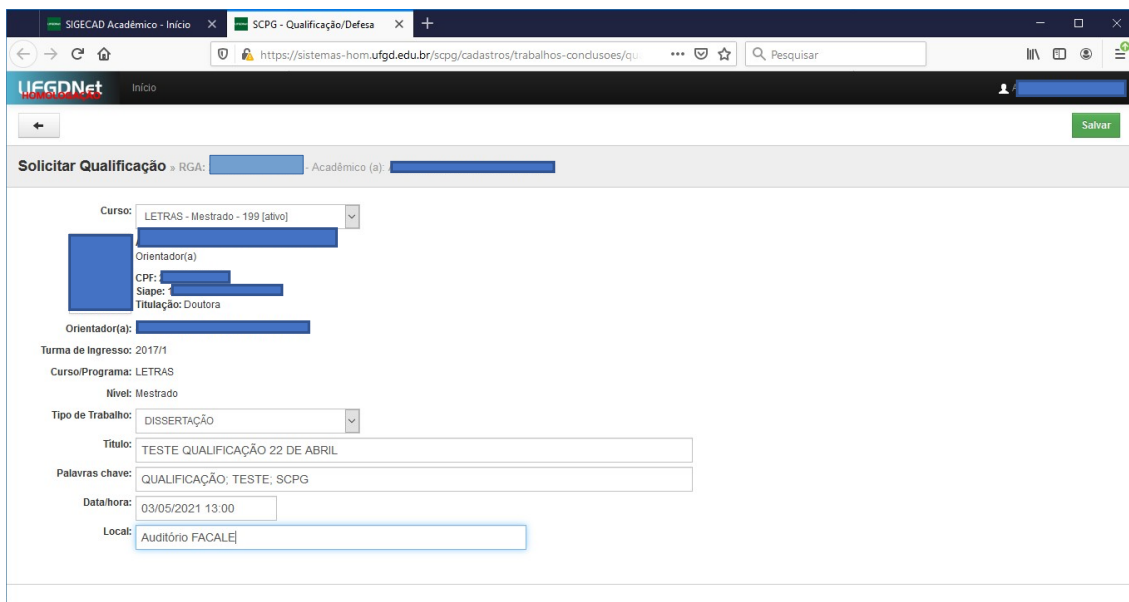 SIGECAD Acadêmico - Início
SCPG - Qualificação/Defesa
https://sistemas-hom.ufgd.edu.br/scpg/cadastros/trabalhos-conclusoes/qu
Pesquisar
UFGDNet
HOMOLOGAÇÃO
Início
Salvar
Solicitar Qualificação » RGA: - Acadêmico (a):
Curso: LETRAS - Mestrado - 199 [ativo]
Orientador(a)
CPF:
Siape: 1
Titulação: Doutora
Orientador(a):
Turma de Ingresso: 2017/1
Curso/Programa: LETRAS
Nível: Mestrado
Tipo de Trabalho: DISSERTAÇÃO
Título: TESTE QUALIFICAÇÃO 22 DE ABRIL
Palavras chave: QUALIFICAÇÃO; TESTE; SCPG
Data/hora: 03/05/2021 13:00
Local: Auditório FACALE